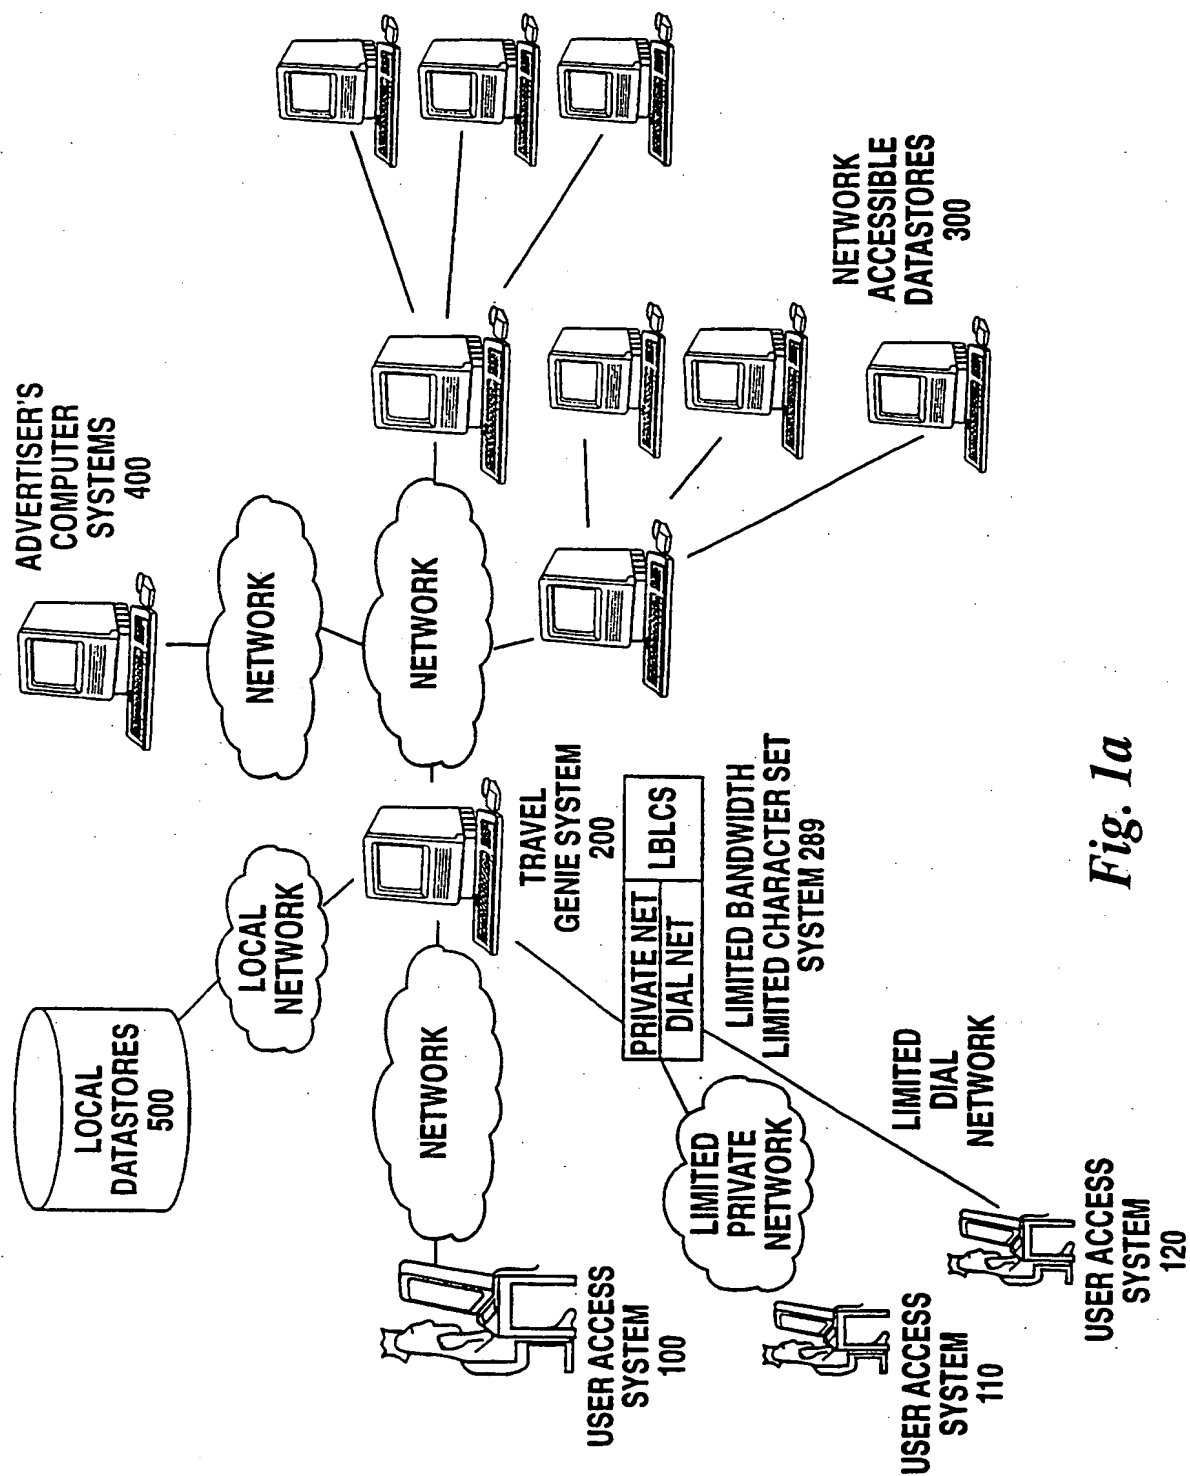 LOCAL
DATASTORES
500
ADVERTISER'S
COMPUTER
SYSTEMS
400
LOCAL
NETWORK
NETWORK
NETWORK
NETWORK
USER ACCESS
SYSTEM
100
TRAVEL
GENIE SYSTEM
200
PRIVATE NET
DIAL NET
LBLCS
LIMITED BANDWIDTH
LIMITED CHARACTER SET
SYSTEM 289
LIMITED
PRIVATE
NETWORK
LIMITED
DIAL
NETWORK
NETWORK
ACCESSIBLE
DATASTORES
300
USER ACCESS
SYSTEM
110
USER ACCESS
SYSTEM
120
Fig. 1a